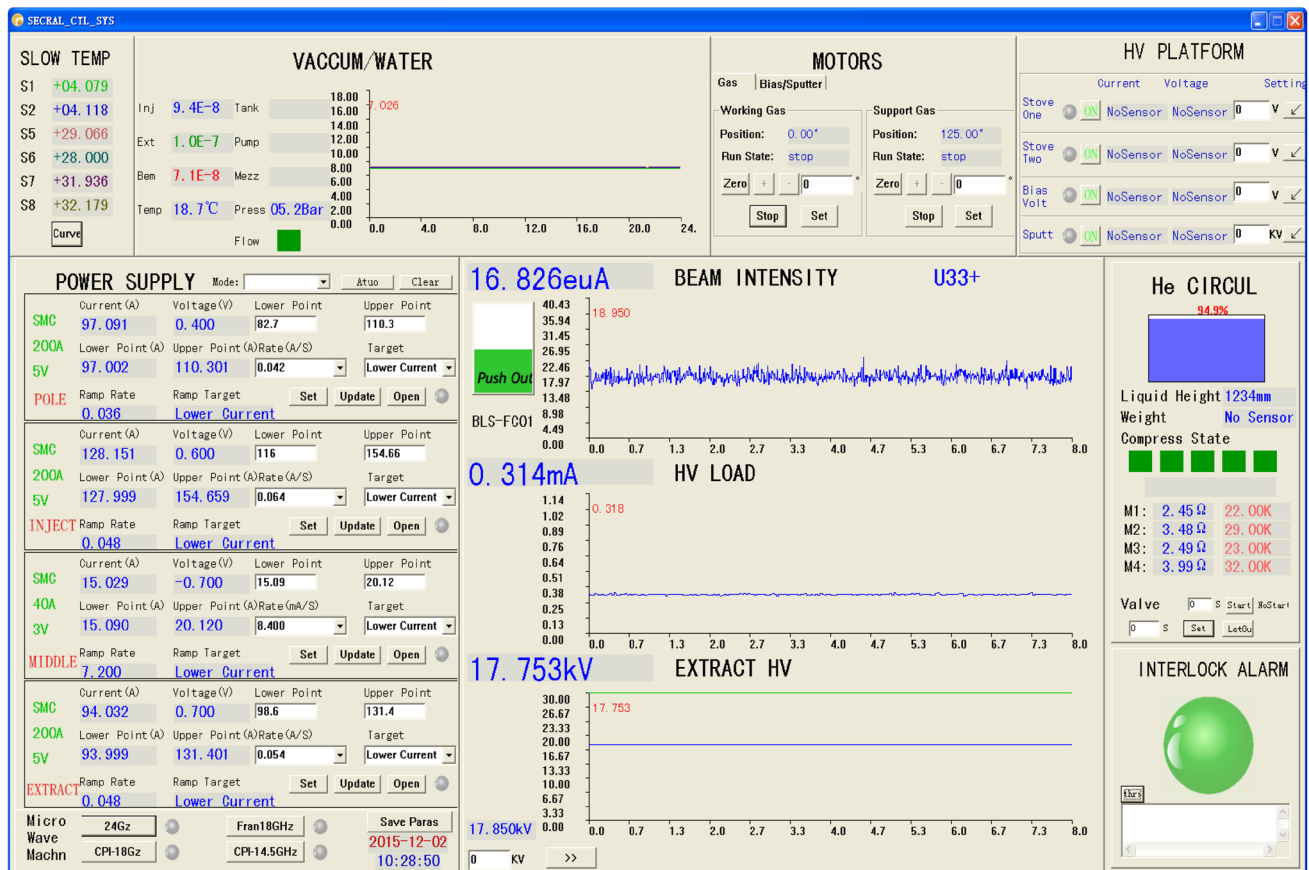 SECRAL_CTL_SYS
SLOW TEMP
S1 +04.079
S2 +04.118
S5 +29.066
S6 +28.000
S7 +31.936
S8 +32.179
Curve
VACCUM/WATER
Inj 9.4E-8 Tank
Ext 1.0E-7 Pump
Bem 7.1E-8 Mezz
Temp 18.7℃ Press 05.2Bar
Flow
18.00
16.00
14.00
12.00
10.00
8.00
6.00
4.00
2.00
0.00
7.026
0.0 4.0 8.0 12.0 16.0 20.0 24.
MOTORS
Gas Bias/Sputter
Working Gas
Position: 0.00°
Run State: stop
Zero + - 0 °
Stop Set
Support Gas
Position: 125.00°
Run State: stop
Zero + - 0 °
Stop Set
HV PLATFORM
Current Voltage Setting
Stove One ON NoSensor NoSensor 0 V
Stove Two ON NoSensor NoSensor 0 V
Bias Volt ON NoSensor NoSensor 0 V
Sputt ON NoSensor NoSensor 0 KV
POWER SUPPLY Mode: Atuo Clear
Current(A) Voltage(V) Lower Point Upper Point
SMC 97.091 0.400 82.7 110.3
200A Lower Point(A) Upper Point(A)Rate(A/S) Target
5V 97.002 110.301 0.042 Lower Current
POLE Ramp Rate Ramp Target Set Update Open
0.036 Lower Current
Current(A) Voltage(V) Lower Point Upper Point
SMC 128.151 0.600 116 154.66
200A Lower Point(A) Upper Point(A)Rate(A/S) Target
5V 127.999 154.659 0.064 Lower Current
INJECT Ramp Rate Ramp Target Set Update Open
0.048 Lower Current
Current(A) Voltage(V) Lower Point Upper Point
SMC 15.029 -0.700 15.09 20.12
40A Lower Point(A) Upper Point(A)Rate(mA/S) Target
3V 15.090 20.120 8.400 Lower Current
MIDDLE Ramp Rate Ramp Target Set Update Open
7.200 Lower Current
Current(A) Voltage(V) Lower Point Upper Point
SMC 94.032 0.700 98.6 131.4
200A Lower Point(A) Upper Point(A)Rate(A/S) Target
5V 93.999 131.401 0.054 Lower Current
EXTRACT Ramp Rate Ramp Target Set Update Open
0.048 Lower Current
Micro Wave Machn
24Gz Fran18GHz
CPI-18Gz CPI-14.5GHz
Save Paras
2015-12-02
10:28:50
16.826euA BEAM INTENSITY U33+
Push Out
BLS-FC01
40.43
35.94
31.45
26.95
22.46
17.97
13.48
8.98
4.49
0.00
18.950
0.0 0.7 1.3 2.0 2.7 3.3 4.0 4.7 5.3 6.0 6.7 7.3 8.0
0.314mA HV LOAD
1.14
1.02
0.89
0.76
0.64
0.51
0.38
0.25
0.13
0.00
0.318
0.0 0.7 1.3 2.0 2.7 3.3 4.0 4.7 5.3 6.0 6.7 7.3 8.0
17.753kV EXTRACT HV
30.00
26.67
23.33
20.00
16.67
13.33
10.00
6.67
3.33
0.00
17.753
17.850kV
0.0 0.7 1.3 2.0 2.7 3.3 4.0 4.7 5.3 6.0 6.7 7.3 8.0
0 KV >>
He CIRCUL
94.9%
Liquid Height 1234mm
Weight No Sensor
Compress State
M1: 2.45Ω 22.00K
M2: 3.48Ω 29.00K
M3: 2.49Ω 23.00K
M4: 3.99Ω 32.00K
Valve 0 S Start NoStart
0 S Set LetOu
INTERLOCK ALARM
thrs